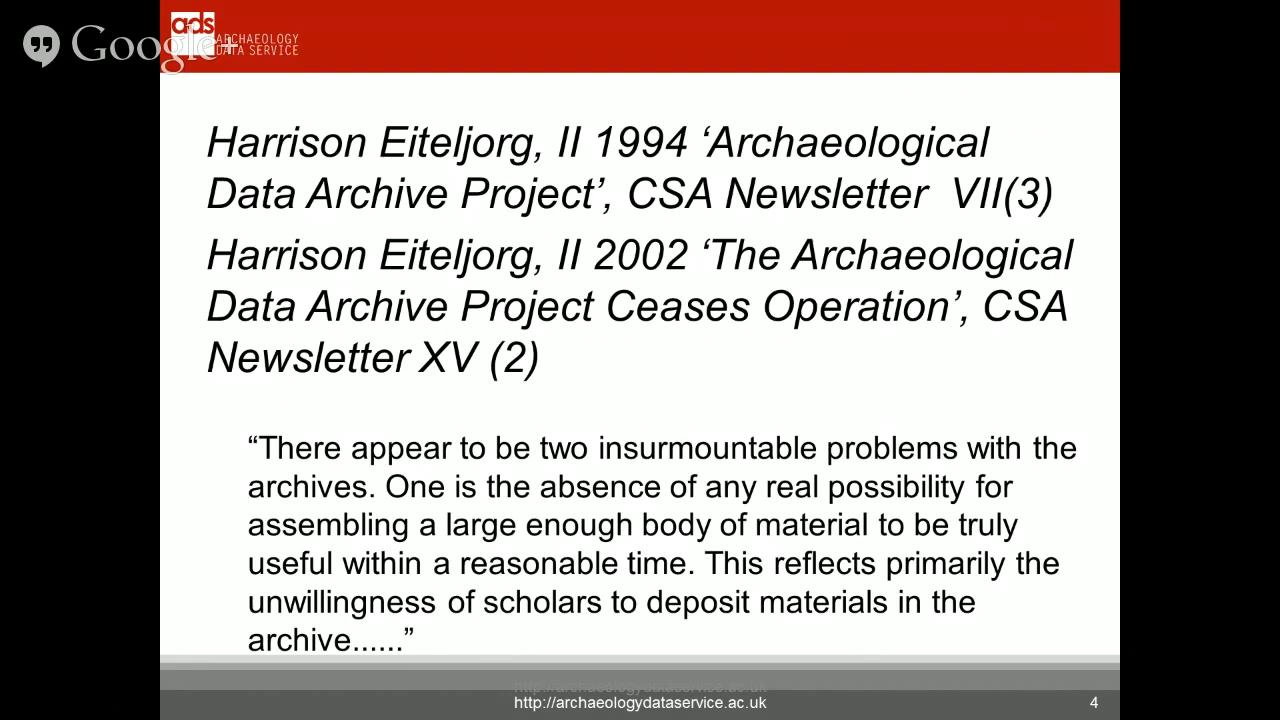 Google+
ads
ARCHAEOLOGY
DATA SERVICE
Harrison Eiteljorg, II 1994 ‘Archaeological
Data Archive Project’, CSA Newsletter VII(3)
Harrison Eiteljorg, II 2002 ‘The Archaeological
Data Archive Project Ceases Operation’, CSA
Newsletter XV (2)
“There appear to be two insurmountable problems with the
archives. One is the absence of any real possibility for
assembling a large enough body of material to be truly
useful within a reasonable time. This reflects primarily the
unwillingness of scholars to deposit materials in the
archive......”
http://archaeologydataservice.ac.uk
http://archaeologydataservice.ac.uk
4